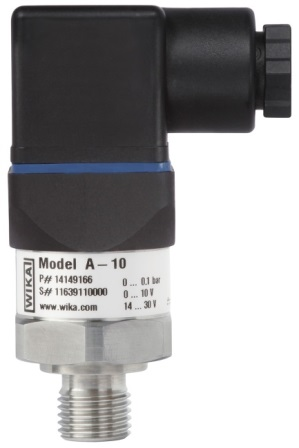 WIKA
Model A-10
P# 14149166 0 ... 0.1 bar
S# 11639110000 0 ... 10 V
www.wika.com 14 ... 30 V